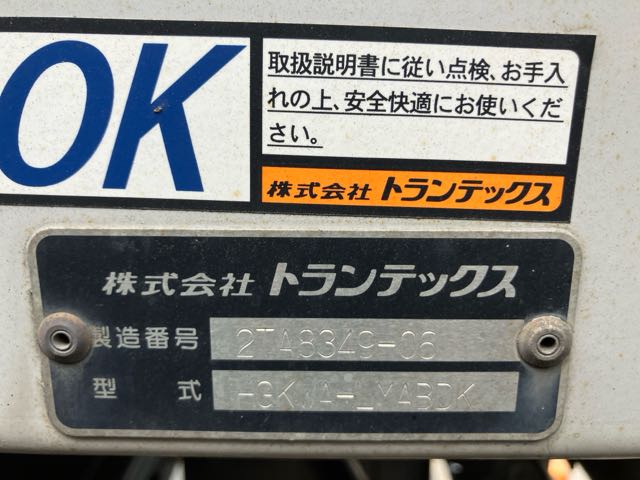 OK
取扱説明書に従い点検、お手入
れの上、安全快適にお使いくだ
さい。
株式会社 トランテックス
株式会社 トランテックス
製造番号 2TA8349-06
型式